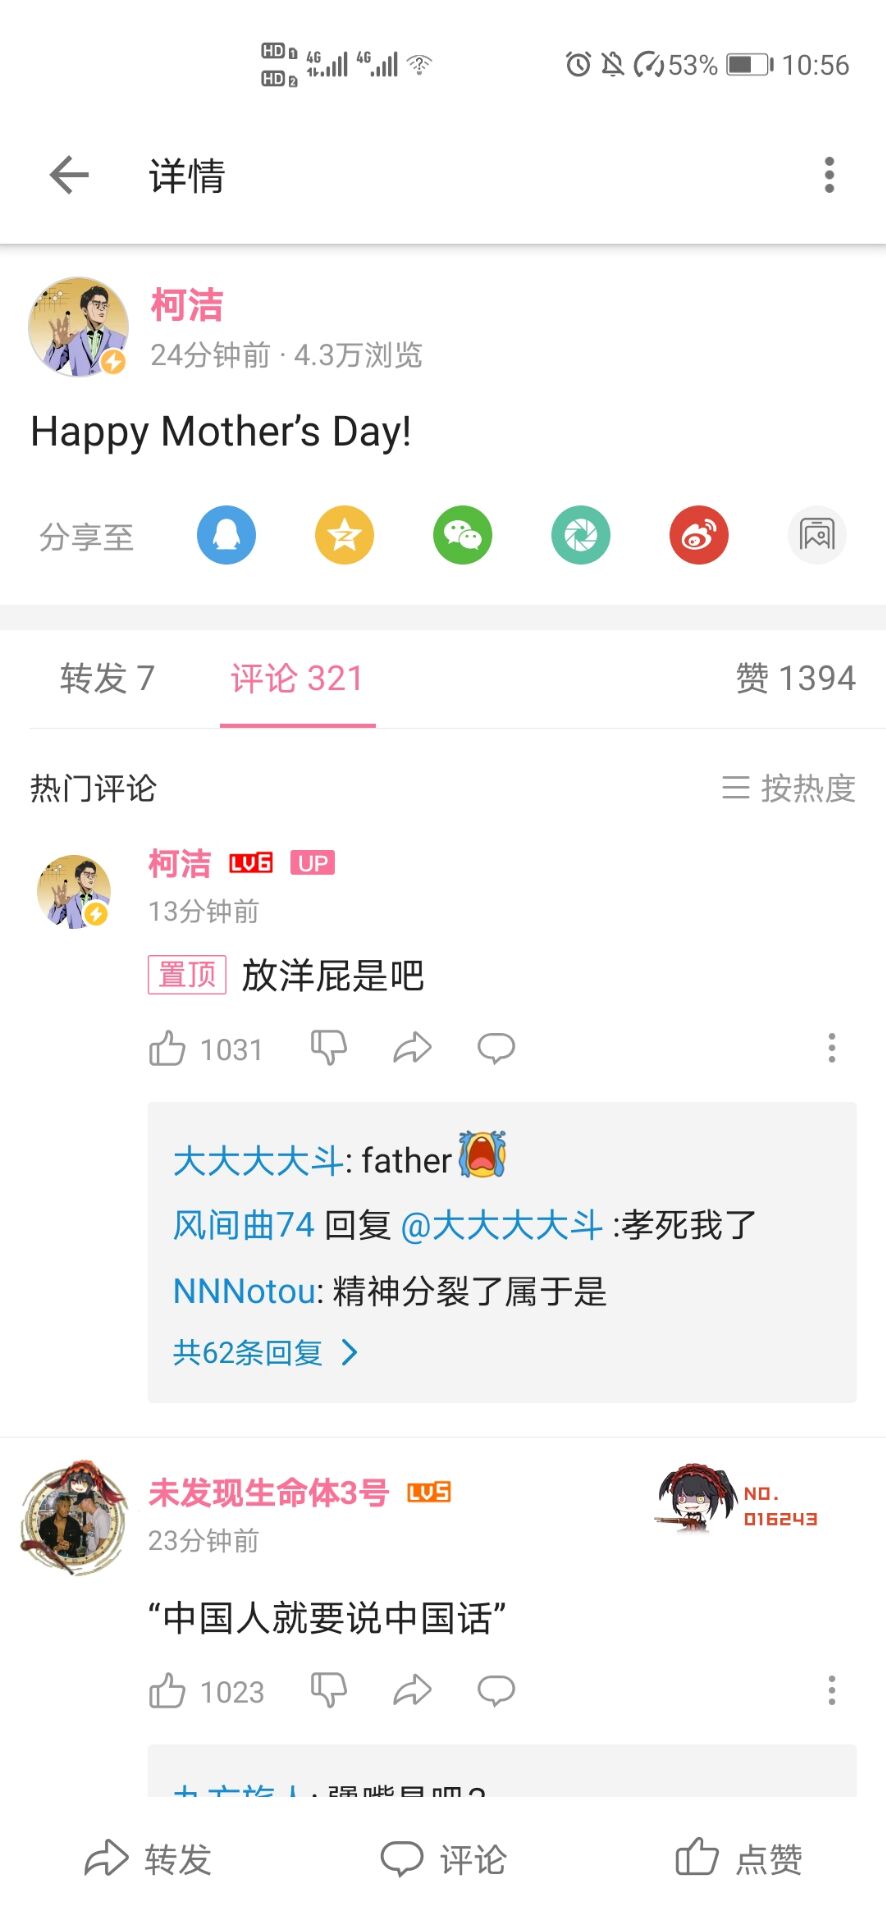 HD 1 4G 4G 53% 10:56
HD 2
详情
柯洁
24分钟前 · 4.3万浏览
Happy Mother’s Day!
分享至
转发 7 评论 321 赞 1394
热门评论 按热度
柯洁 LV6 UP
13分钟前
置顶 放洋屁是吧
1031
大大大大斗: father
风间曲74 回复 @大大大大斗 :孝死我了
NNNotou: 精神分裂了属于是
共62条回复
未发现生命体3号 LV5 NO.
016243
23分钟前
“中国人就要说中国话”
1023
转发 评论 点赞